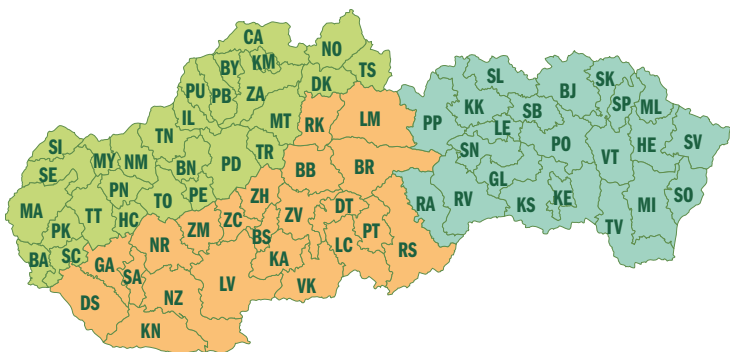 CA
NO
BY
KM
TS
PU
PB
ZA
DK
IL
MT
RK
LM
TN
SI
MY
NM
BN
PD
TR
SE
PN
PE
TO
BB
BR
MA
TT
HC
PK
ZH
BA
SC
ZM
ZC
ZV
DT
GA
NR
BS
PT
SA
KA
LC
RS
LV
VK
DS
NZ
KN
SL
BJ
SK
PP
KK
SB
SP
ML
LE
SN
PO
VT
HE
SV
GL
RA
RV
KS
KE
MI
SO
TV